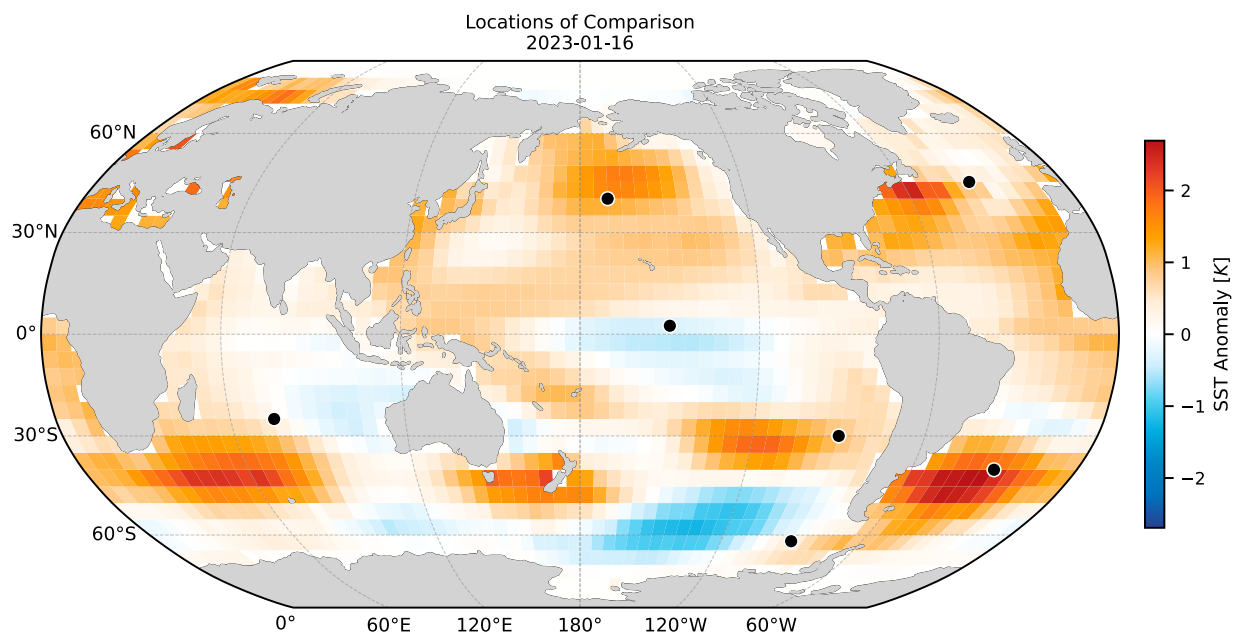 Locations of Comparison
2023-01-16
60°N
30°N
0°
30°S
60°S
0°
60°E
120°E
180°
120°W
60°W
2
1
0
−1
−2
SST Anomaly [K]